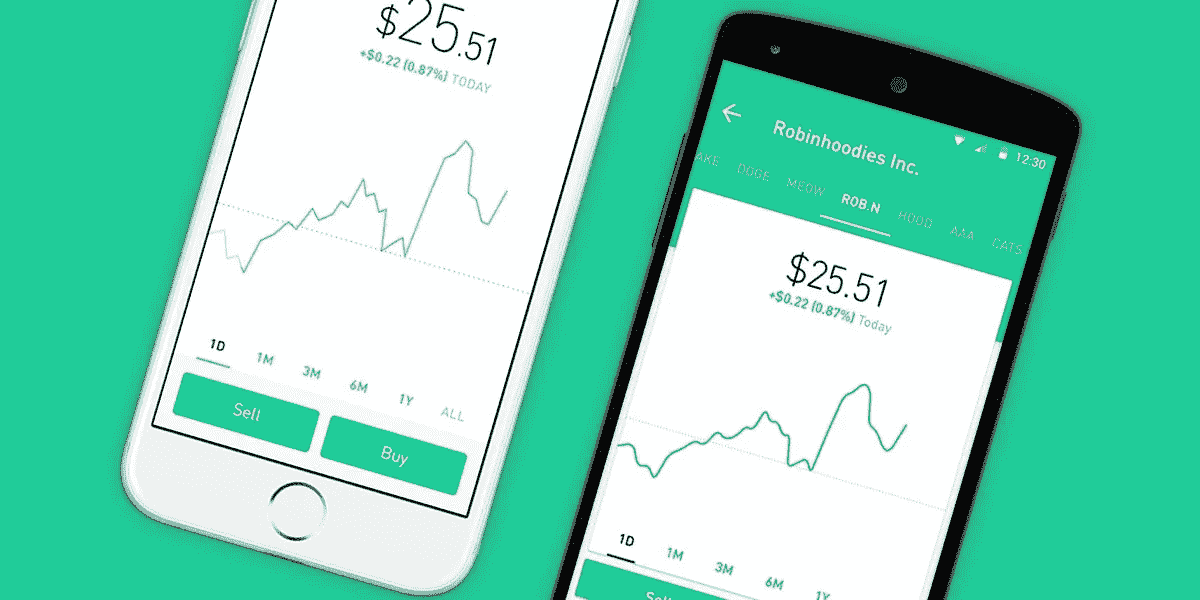 $25.51
+$0.22 (0.87%) TODAY
1D 1M 3M 6M 1Y ALL
Sell Buy
12:30
Robinhoodies Inc.
AKE DOGE MEOW ROB.N HOOD AAA CATS
$25.51
+$0.22 (0.87%) Today
1D 1M 3M 6M 1Y